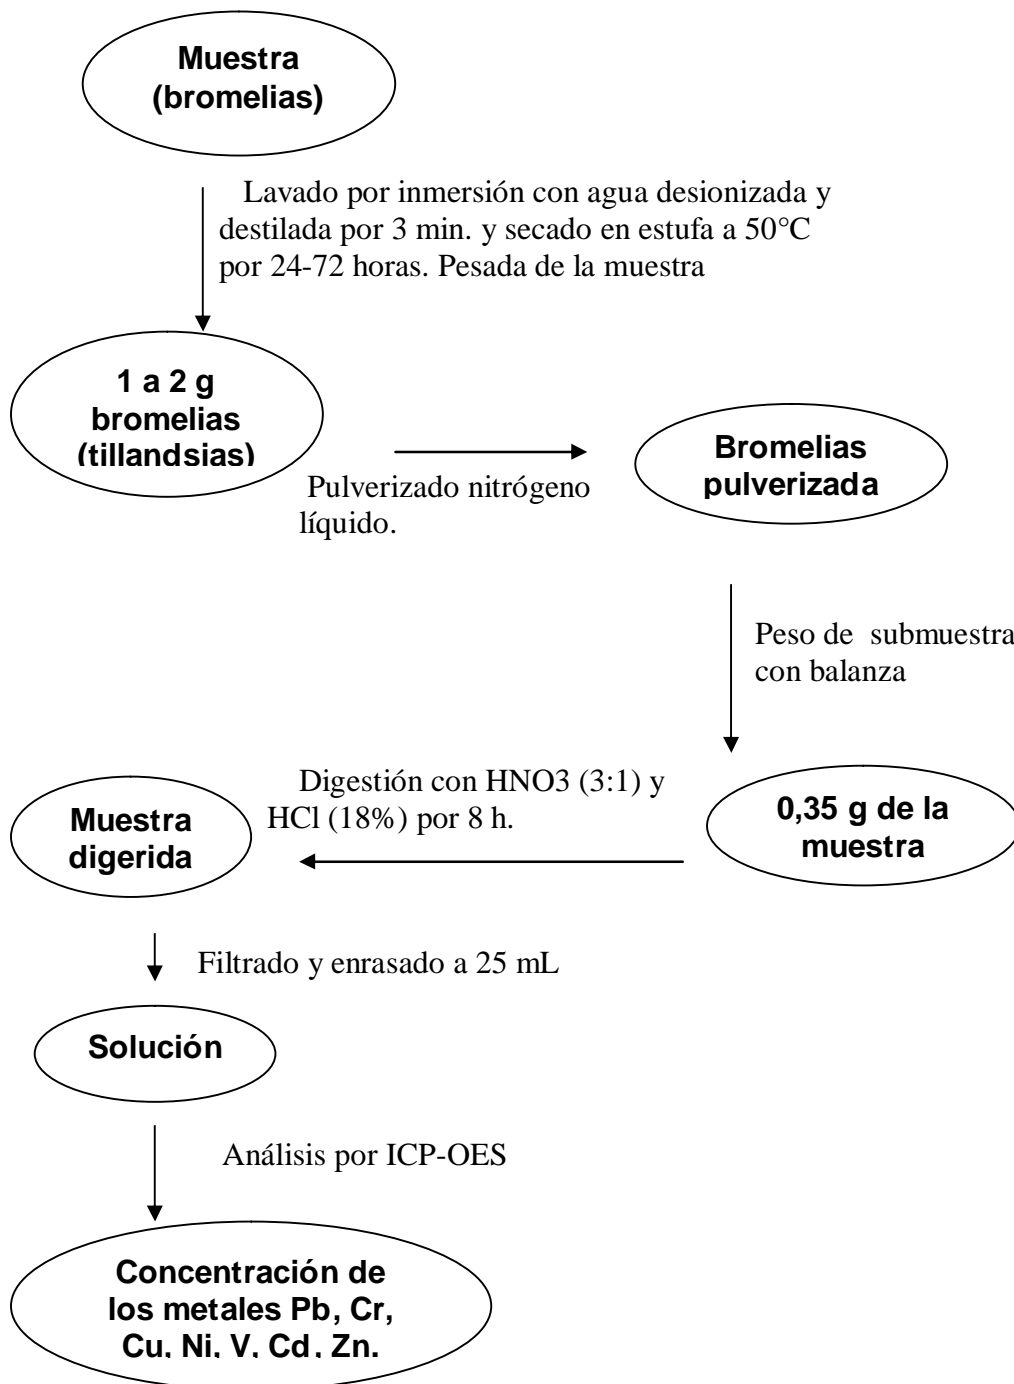 Muestra
(bromelias)
Lavado por inmersión con agua desionizada y
destilada por 3 min. y secado en estufa a 50°C
por 24-72 horas. Pesada de la muestra
1 a 2 g
bromelias
(tillandsias)
Pulverizado nitrógeno
líquido.
Bromelias
pulverizada
Peso de submuestra
con balanza
0,35 g de la
muestra
Digestión con HNO3 (3:1) y
HCl (18%) por 8 h.
Muestra
digerida
Filtrado y enrasado a 25 mL
Solución
Análisis por ICP-OES
Concentración de
los metales Pb, Cr,
Cu, Ni, V, Cd, Zn.